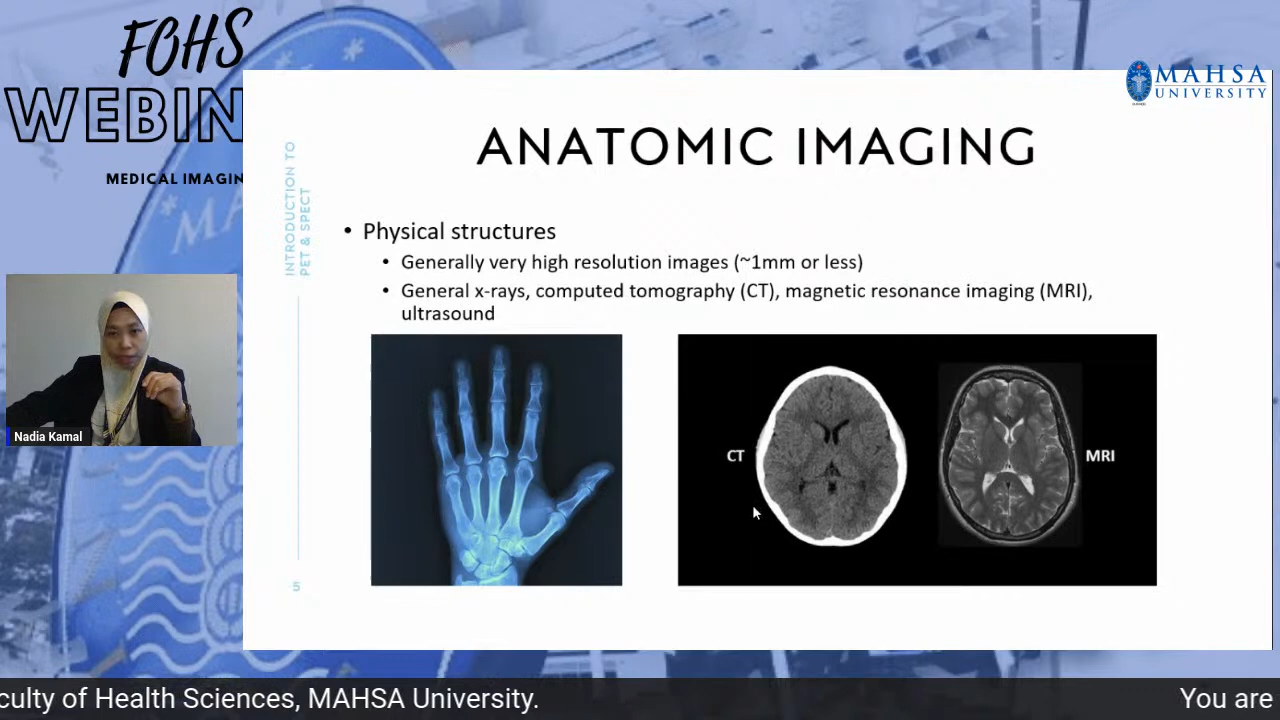 FOHS
WEBIN
MEDICAL IMAGIN
MAHSA
UNIVERSITY
ANATOMIC IMAGING
INTRODUCTION TO
PET & SPECT
• Physical structures
• Generally very high resolution images (~1mm or less)
• General x-rays, computed tomography (CT), magnetic resonance imaging (MRI),
ultrasound
CT
MRI
5
Nadia Kamal
MA
culty of Health Sciences, MAHSA University.
You are